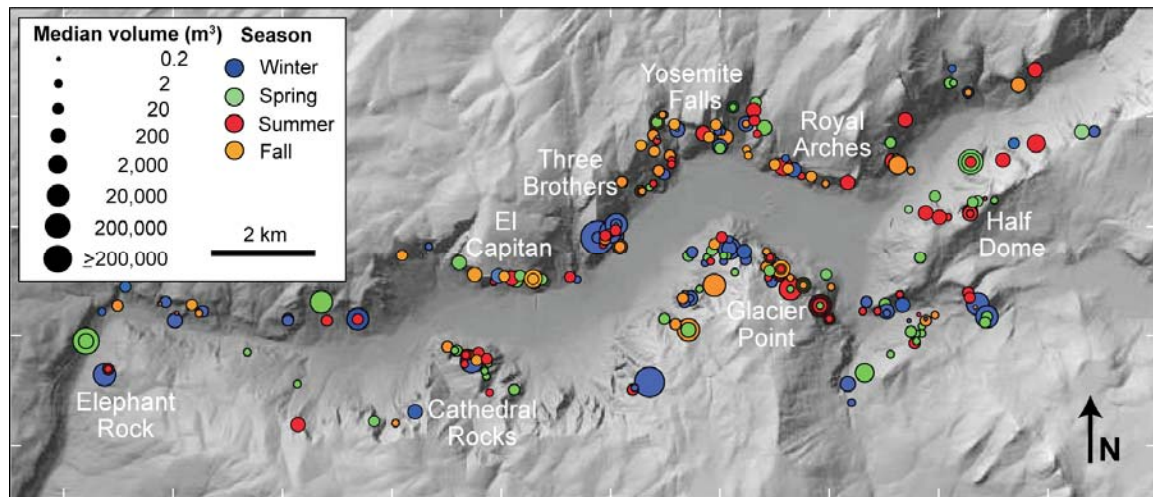 Median volume (m³)
0.2
2
20
200
2,000
20,000
200,000
≥200,000
Season
Winter
Spring
Summer
Fall
2 km
Yosemite
Falls
Royal
Arches
Three
Brothers
El
Capitan
Half
Dome
Glacier
Point
Elephant
Rock
Cathedral
Rocks
N